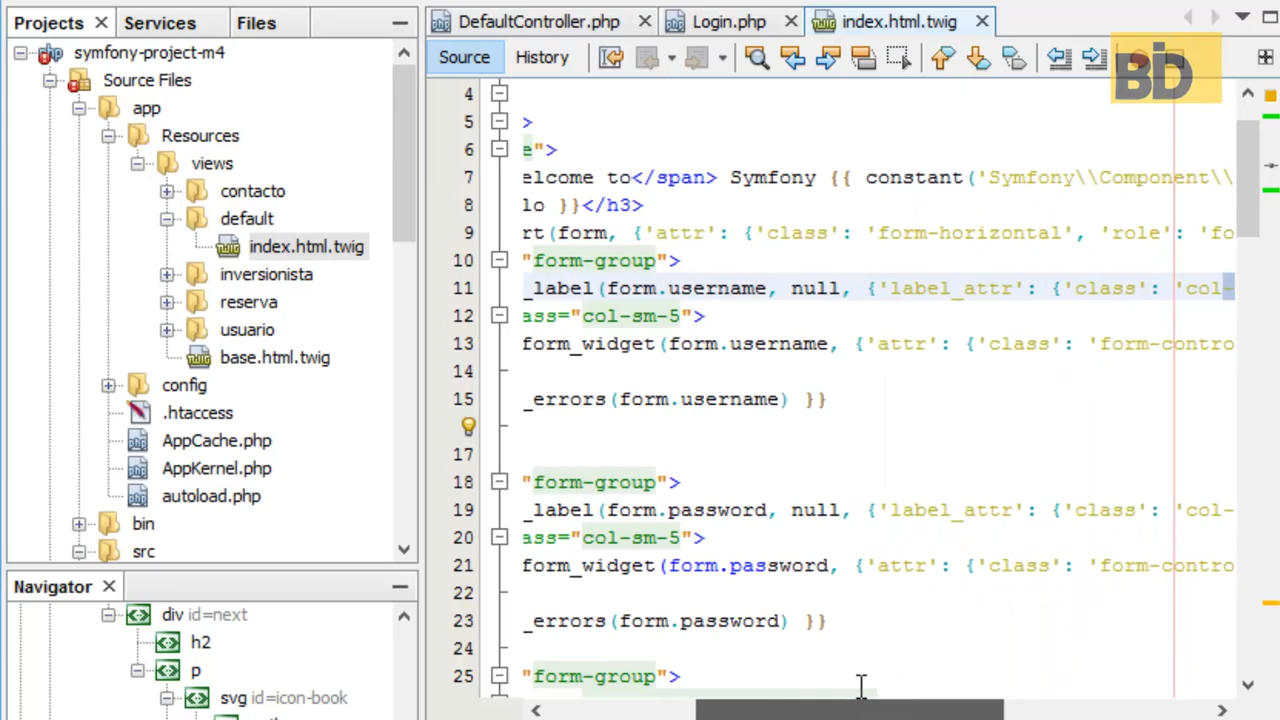 Projects
Services
Files
symfony-project-m4
Source Files
app
Resources
views
contacto
default
index.html.twig
inversionista
reserva
usuario
base.html.twig
config
.htaccess
AppCache.php
AppKernel.php
autoload.php
bin
src
Navigator
div id=next
h2
p
svg id=icon-book
DefaultController.php
Login.php
index.html.twig
Source
History
BiD
4
5 >
6 e">
7 elcome to</span> Symfony {{ constant('Symfony\\Component\\
8 lo }}</h3>
9 rt(form, {'attr': {'class': 'form-horizontal', 'role': 'fo
10 "form-group">
11 _label(form.username, null, {'label_attr': {'class': 'col-
12 ass="col-sm-5">
13 form_widget(form.username, {'attr': {'class': 'form-contro
14
15 _errors(form.username) }}
17
18 "form-group">
19 _label(form.password, null, {'label_attr': {'class': 'col-
20 ass="col-sm-5">
21 form_widget(form.password, {'attr': {'class': 'form-contro
22
23 _errors(form.password) }}
24
25 "form-group">